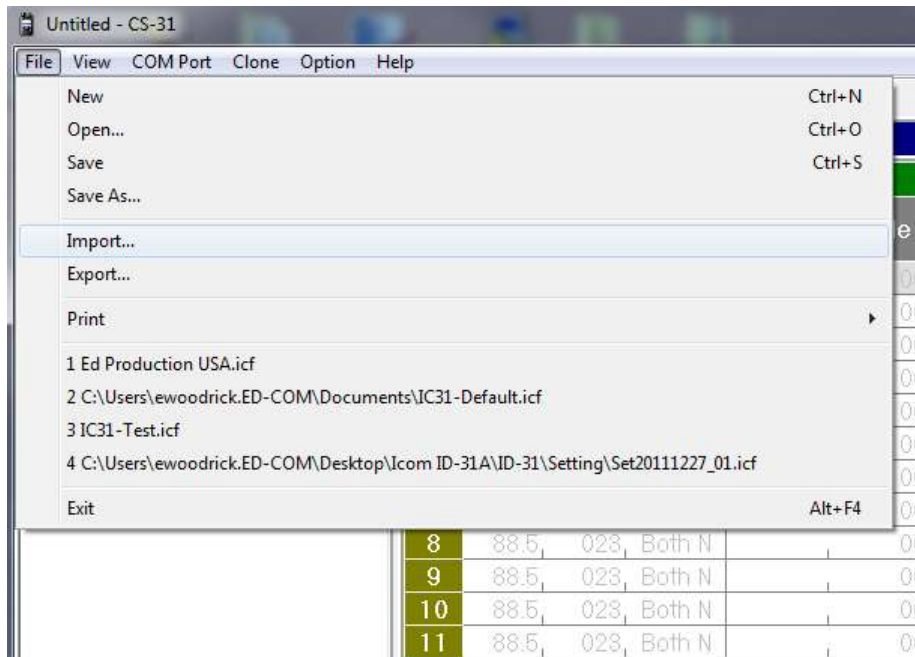 Untitled - CS-31
File View COM Port Clone Option Help
New Ctrl+N
Open... Ctrl+O
Save Ctrl+S
Save As...
Import...
Export...
Print
1 Ed Production USA.icf
2 C:\Users\ewoodrick.ED-COM\Documents\IC31-Default.icf
3 IC31-Test.icf
4 C:\Users\ewoodrick.ED-COM\Desktop\Icom ID-31A\ID-31\Setting\Set20111227_01.icf
Exit Alt+F4
8 88.5, 023, Both N ,
9 88.5, 023, Both N ,
10 88.5, 023, Both N ,
11 88.5, 023, Both N ,